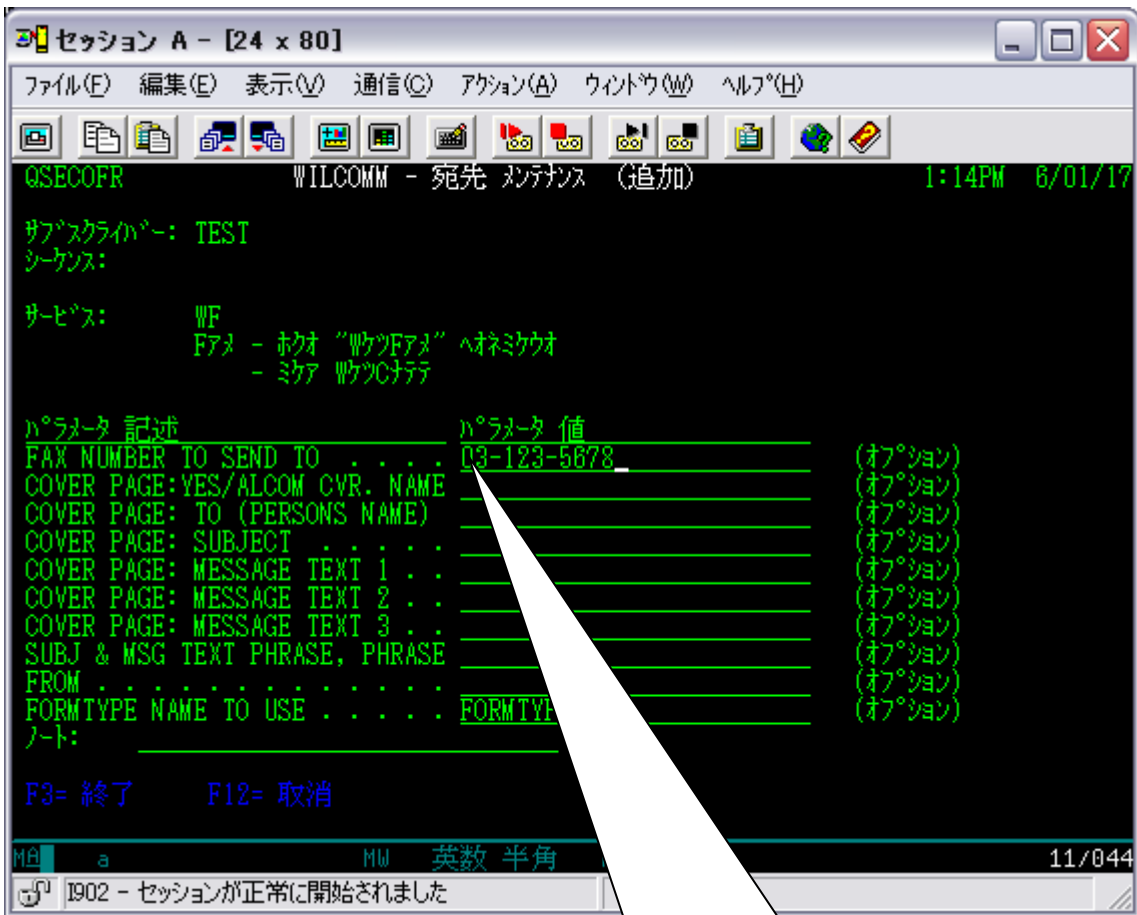 セッション A - [24 x 80]
ファイル(F) 編集(E) 表示(V) 通信(C) アクション(A) ウィンドウ(W) ヘルプ(H)
QSECOFR WILCOMM - 宛先 メンテナンス (追加) 1:14PM 6/01/17
サブスクライバー: TEST
シーケンス:
サービス: WF
Fアメ - ホクオ "WケツFアメ" ヘオネミケウオ
- ミケア WケツCナテテ
パラメータ 記述 パラメータ 値
FAX NUMBER TO SEND TO . . . . 03-123-5678_ (オプション)
COVER PAGE:YES/ALCOM CVR. NAME (オプション)
COVER PAGE: TO (PERSONS NAME) (オプション)
COVER PAGE: SUBJECT . . . . . (オプション)
COVER PAGE: MESSAGE TEXT 1 . . (オプション)
COVER PAGE: MESSAGE TEXT 2 . . (オプション)
COVER PAGE: MESSAGE TEXT 3 . . (オプション)
SUBJ & MSG TEXT PHRASE, PHRASE (オプション)
FROM . . . . . . . . . . . . . (オプション)
FORMTYPE NAME TO USE . . . . . (オプション)
ノート:
F3= 終了 F12= 取消
MA a MW 英数 半角 11/044
I902 - セッションが正常に開始されました